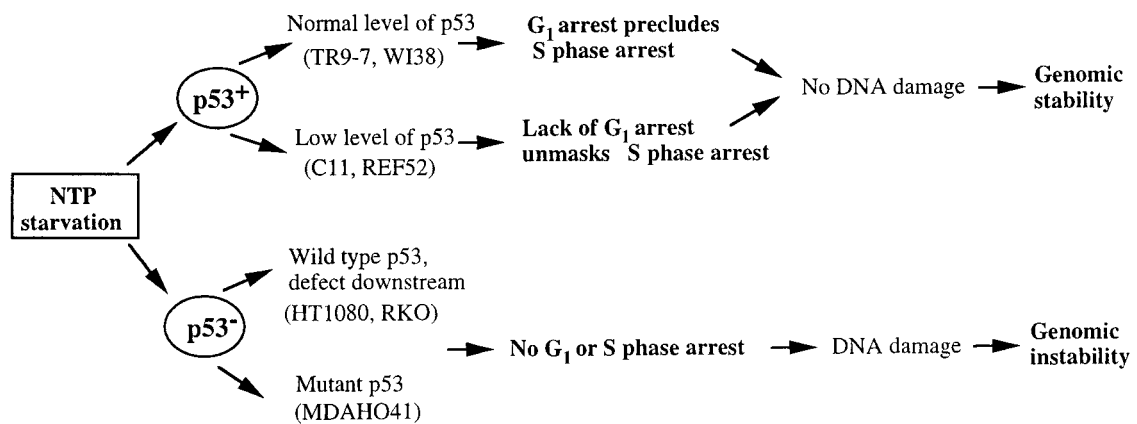 NTP
starvation
p53+
Normal level of p53
(TR9-7, WI38)
G1 arrest precludes
S phase arrest
Low level of p53
(C11, REF52)
Lack of G1 arrest
unmasks S phase arrest
No DNA damage
Genomic
stability
p53-
Wild type p53,
defect downstream
(HT1080, RKO)
Mutant p53
(MDAHO41)
No G1 or S phase arrest
DNA damage
Genomic
instability